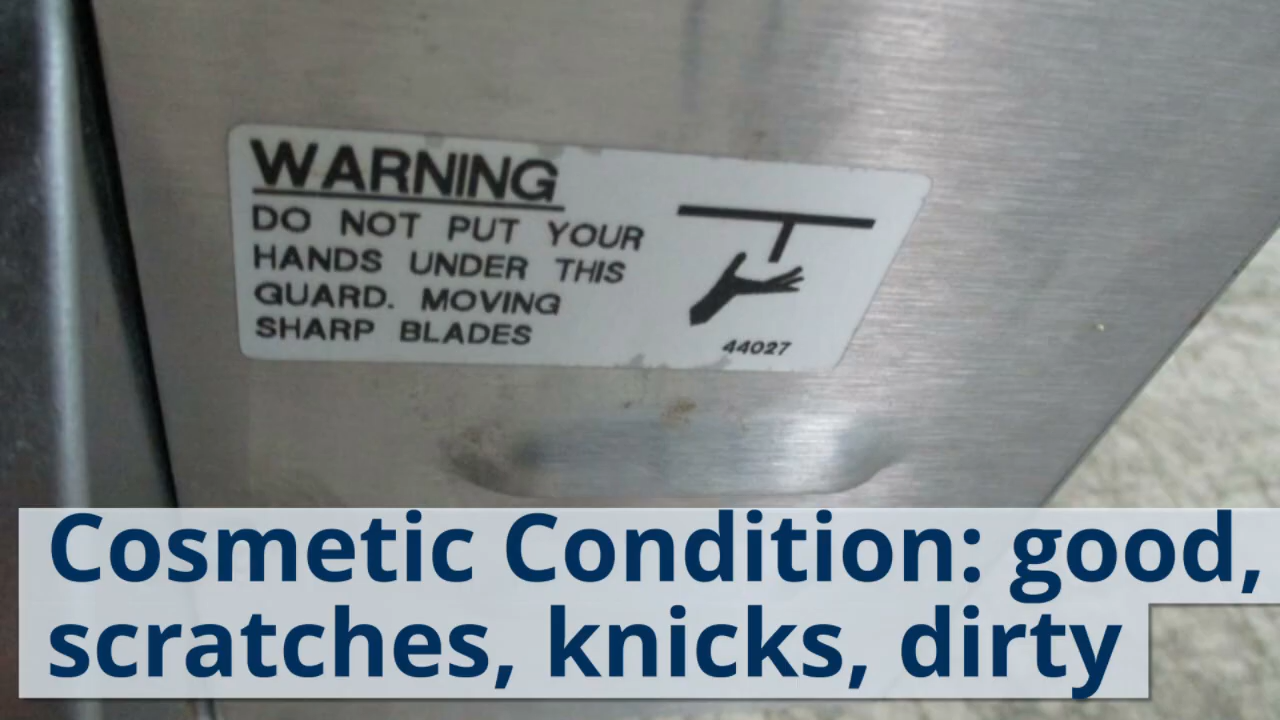 WARNING
DO NOT PUT YOUR
HANDS UNDER THIS
GUARD. MOVING
SHARP BLADES
44027
Cosmetic Condition: good,
scratches, knicks, dirty